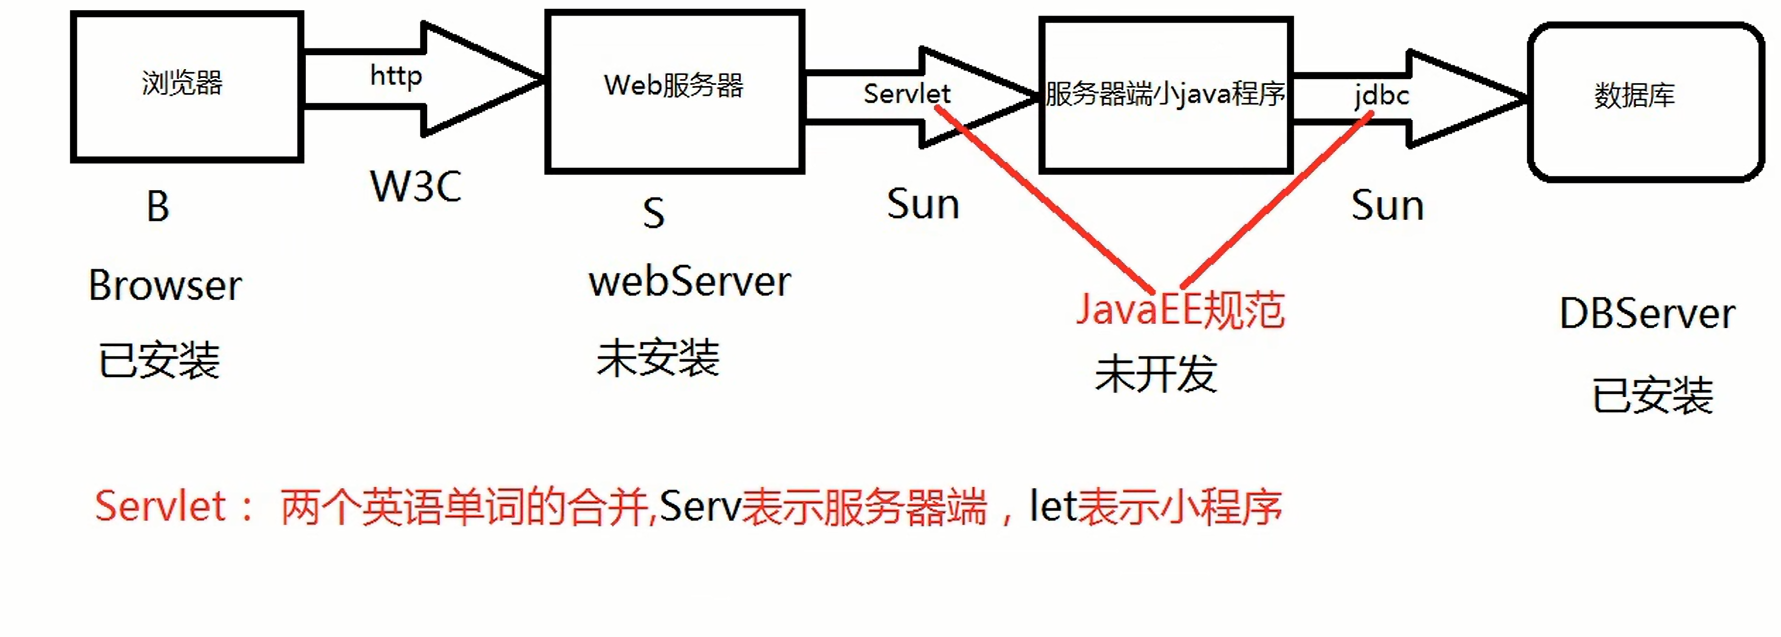 浏览器
http
Web服务器
Servlet
服务器端小java程序
jdbc
数据库
B
W3C
S
Sun
Sun
Browser
webServer
JavaEE规范
DBServer
已安装
未安装
未开发
已安装
Servlet： 两个英语单词的合并,Serv表示服务器端，let表示小程序